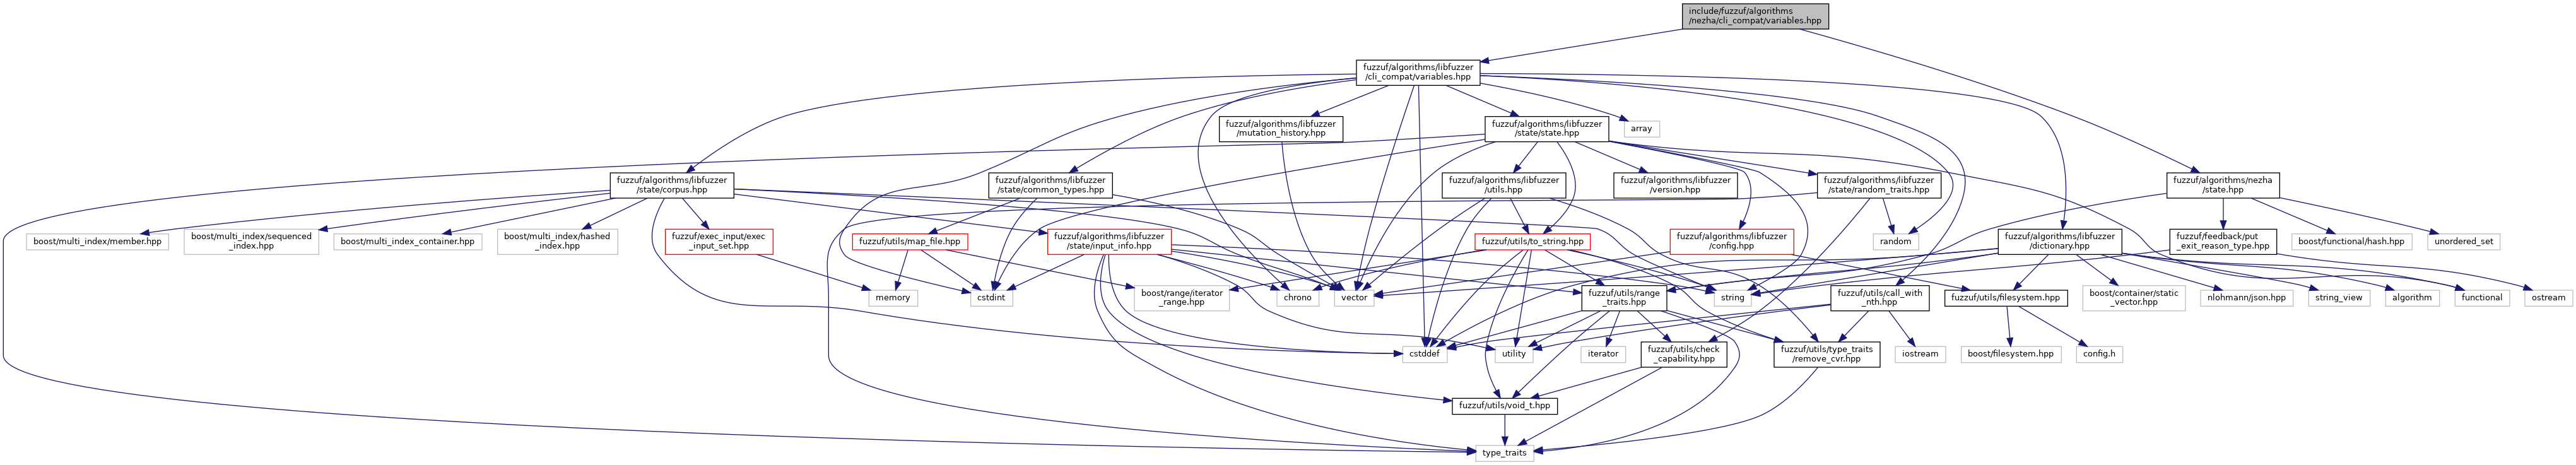 include/fuzzuf/algorithms
/nezha/cli_compat/variables.hpp
fuzzuf/algorithms/libfuzzer
/cli_compat/variables.hpp
fuzzuf/algorithms/libfuzzer
/mutation_history.hpp
fuzzuf/algorithms/libfuzzer
/state/state.hpp
array
fuzzuf/algorithms/libfuzzer
/state/corpus.hpp
fuzzuf/algorithms/libfuzzer
/state/common_types.hpp
fuzzuf/algorithms/libfuzzer
/utils.hpp
fuzzuf/algorithms/libfuzzer
/version.hpp
fuzzuf/algorithms/libfuzzer
/state/random_traits.hpp
fuzzuf/algorithms/nezha
/state.hpp
boost/multi_index/member.hpp
boost/multi_index/sequenced
_index.hpp
boost/multi_index_container.hpp
boost/multi_index/hashed
_index.hpp
fuzzuf/exec_input/exec
_input_set.hpp
fuzzuf/utils/map_file.hpp
fuzzuf/algorithms/libfuzzer
/state/input_info.hpp
fuzzuf/utils/to_string.hpp
fuzzuf/algorithms/libfuzzer
/config.hpp
random
fuzzuf/algorithms/libfuzzer
/dictionary.hpp
fuzzuf/feedback/put
_exit_reason_type.hpp
boost/functional/hash.hpp
unordered_set
memory
cstdint
boost/range/iterator
_range.hpp
chrono
vector
fuzzuf/utils/range
_traits.hpp
string
fuzzuf/utils/call_with
_nth.hpp
fuzzuf/utils/filesystem.hpp
boost/container/static
_vector.hpp
nlohmann/json.hpp
string_view
algorithm
functional
ostream
cstddef
utility
iterator
fuzzuf/utils/check
_capability.hpp
fuzzuf/utils/type_traits
/remove_cvr.hpp
iostream
boost/filesystem.hpp
config.h
fuzzuf/utils/void_t.hpp
type_traits